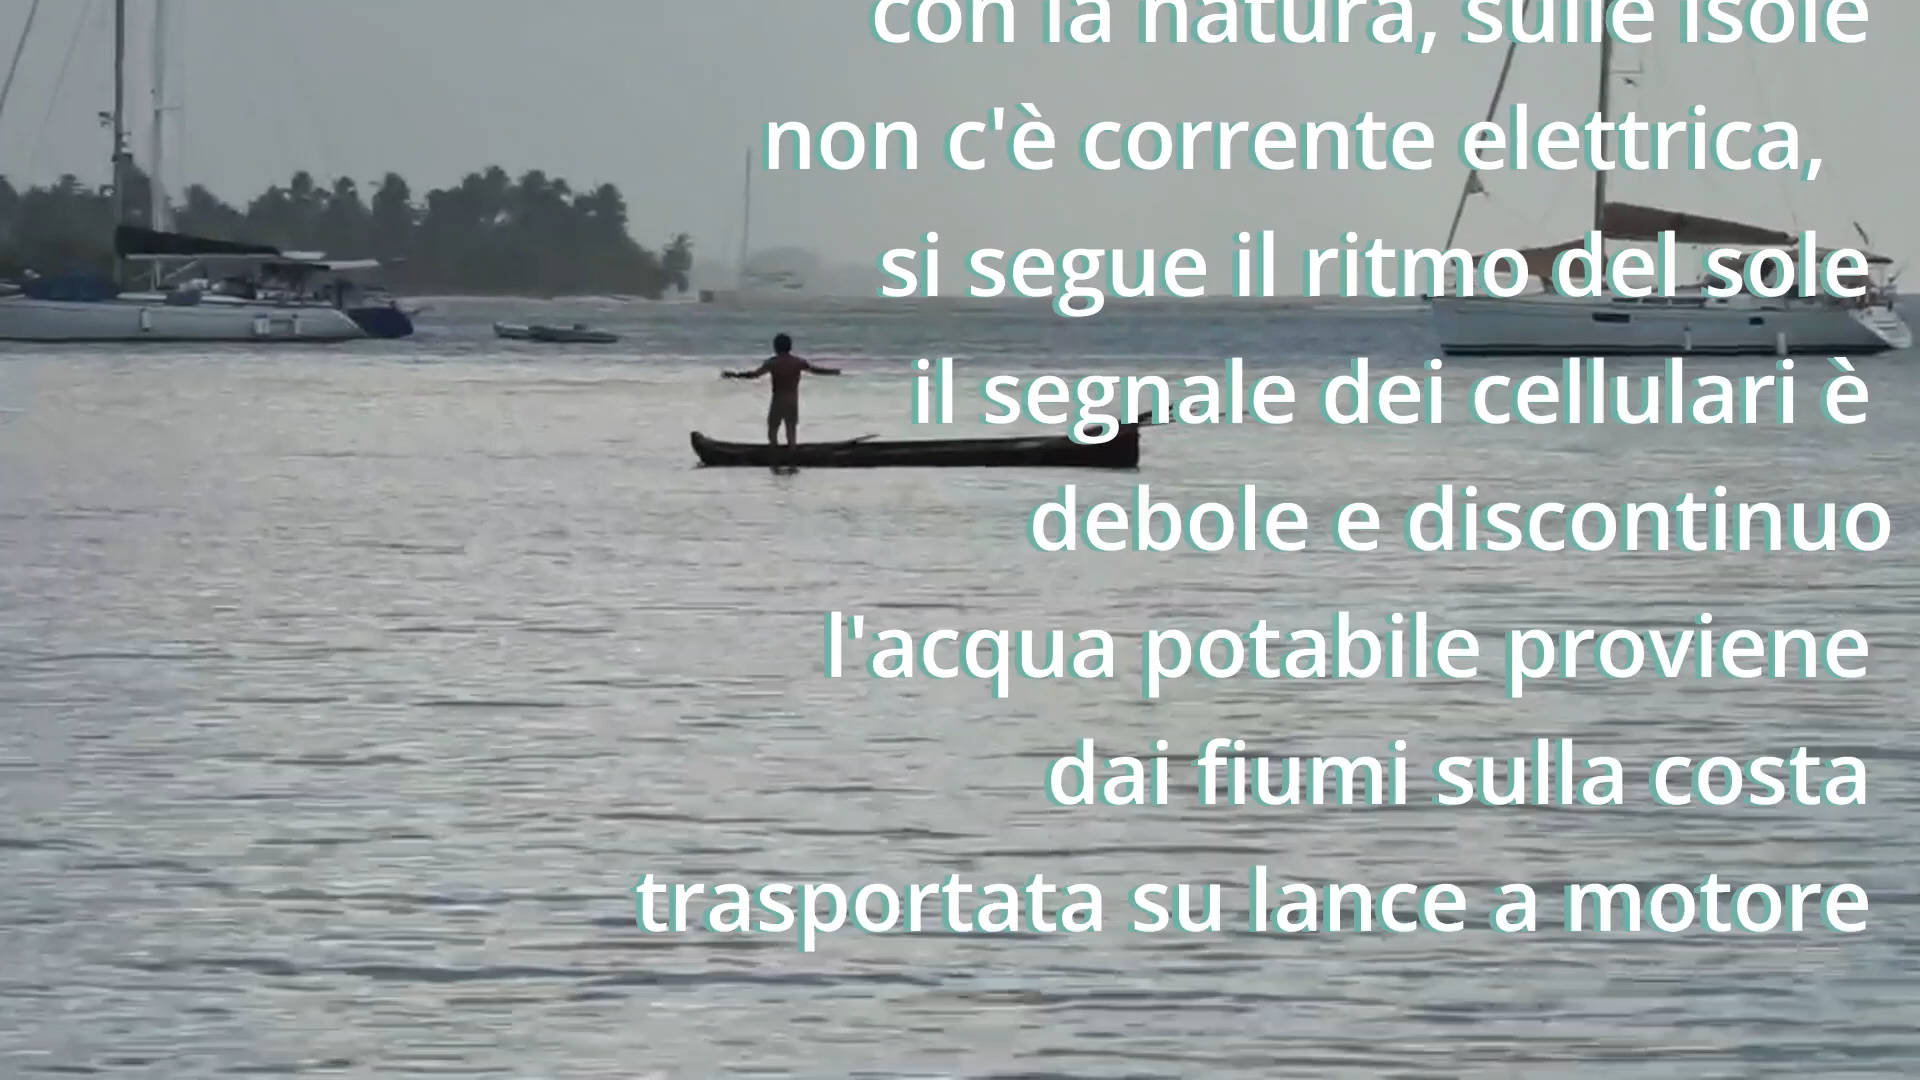 con la natura, sulle isole
non c'è corrente elettrica,
si segue il ritmo del sole
il segnale dei cellulari è
debole e discontinuo
l'acqua potabile proviene
dai fiumi sulla costa
trasportata su lance a motore